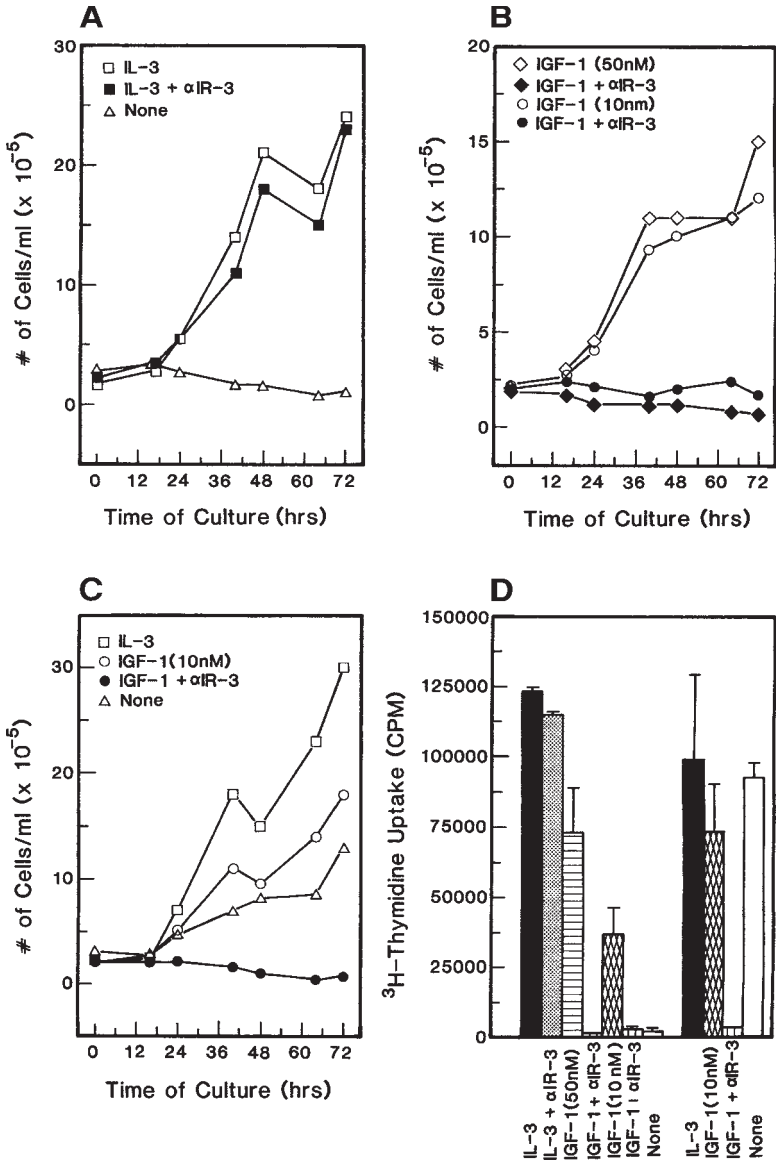 A
30
20
10
0
# of Cells/ml (x 10⁻⁵)
IL-3
IL-3 + αIR-3
None
0 12 24 36 48 60 72
Time of Culture (hrs)
B
20
15
10
5
0
# of Cells/ml (x 10⁻⁵)
IGF-1 (50nM)
IGF-1 + αIR-3
IGF-1 (10nm)
IGF-1 + αIR-3
0 12 24 36 48 60 72
Time of Culture (hrs)
C
30
20
10
0
# of Cells/ml (x 10⁻⁵)
IL-3
IGF-1(10nM)
IGF-1 + αIR-3
None
0 12 24 36 48 60 72
Time of Culture (hrs)
D
150000
125000
100000
75000
50000
25000
0
³H-Thymidine Uptake (CPM)
IL-3
IL-3 + αIR-3
IGF-1(50nM)
IGF-1 + αIR-3
IGF-1(10nM)
IGF-1 + αIR-3
None
IL-3
IGF-1(10nM)
IGF-1 + αIR-3
None